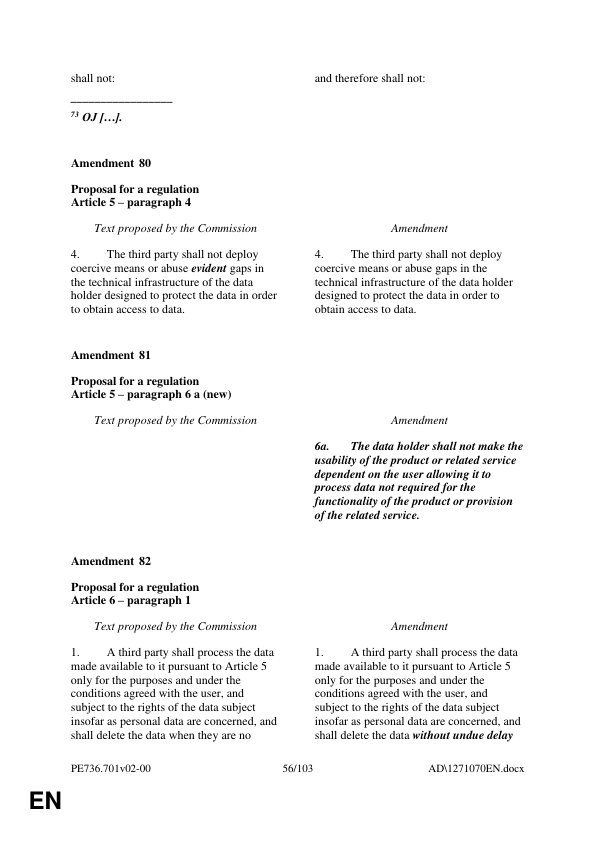 shall not:
and therefore shall not:
_________________
73 OJ […].
Amendment 80
Proposal for a regulation
Article 5 – paragraph 4
Text proposed by the Commission
Amendment
4. The third party shall not deploy
coercive means or abuse evident gaps in
the technical infrastructure of the data
holder designed to protect the data in order
to obtain access to data.
4. The third party shall not deploy
coercive means or abuse gaps in the
technical infrastructure of the data holder
designed to protect the data in order to
obtain access to data.
Amendment 81
Proposal for a regulation
Article 5 – paragraph 6 a (new)
Text proposed by the Commission
Amendment
6a. The data holder shall not make the
usability of the product or related service
dependent on the user allowing it to
process data not required for the
functionality of the product or provision
of the related service.
Amendment 82
Proposal for a regulation
Article 6 – paragraph 1
Text proposed by the Commission
Amendment
1. A third party shall process the data
made available to it pursuant to Article 5
only for the purposes and under the
conditions agreed with the user, and
subject to the rights of the data subject
insofar as personal data are concerned, and
shall delete the data when they are no
1. A third party shall process the data
made available to it pursuant to Article 5
only for the purposes and under the
conditions agreed with the user, and
subject to the rights of the data subject
insofar as personal data are concerned, and
shall delete the data without undue delay
PE736.701v02-00
56/103
AD\1271070EN.docx
EN